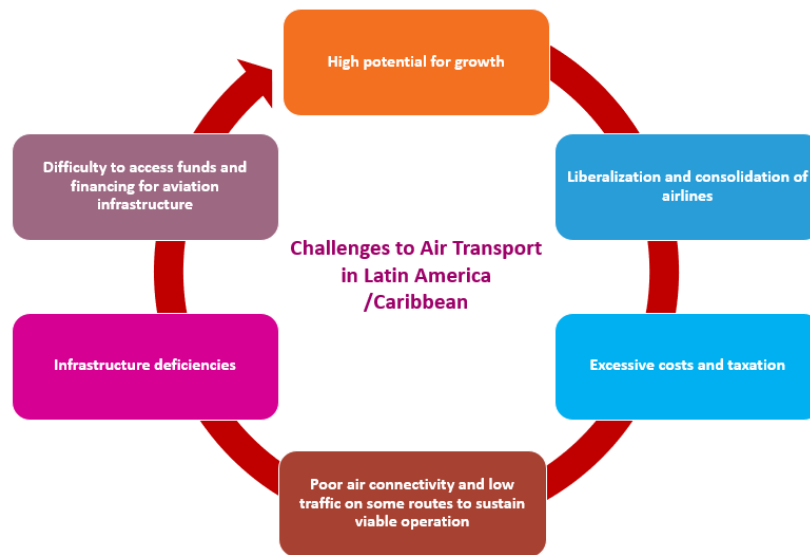 High potential for growth
Liberalization and consolidation of
airlines
Excessive costs and taxation
Poor air connectivity and low
traffic on some routes to sustain
viable operation
Infrastructure deficiencies
Difficulty to access funds and
financing for aviation
infrastructure
Challenges to Air Transport
in Latin America
/Caribbean